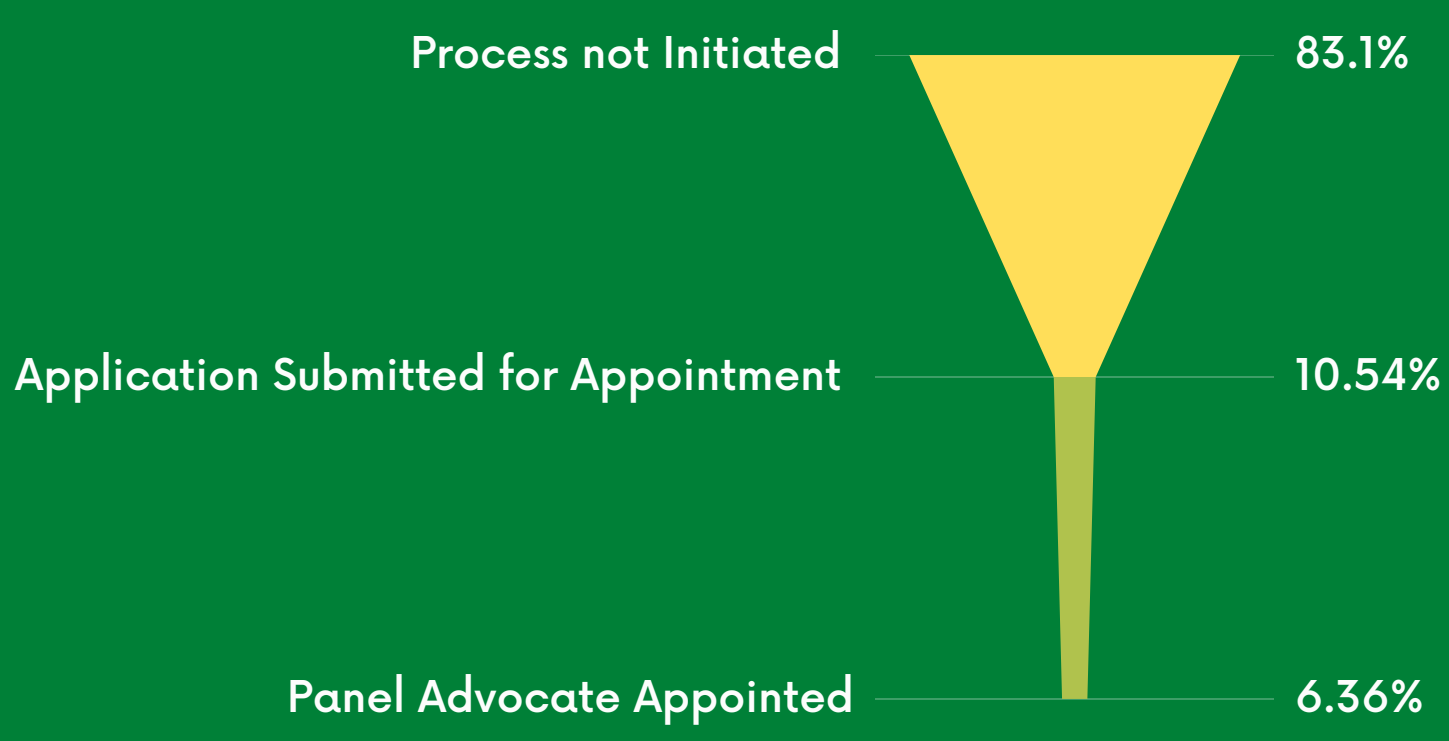 Process not Initiated 83.1%
Application Submitted for Appointment 10.54%
Panel Advocate Appointed 6.36%